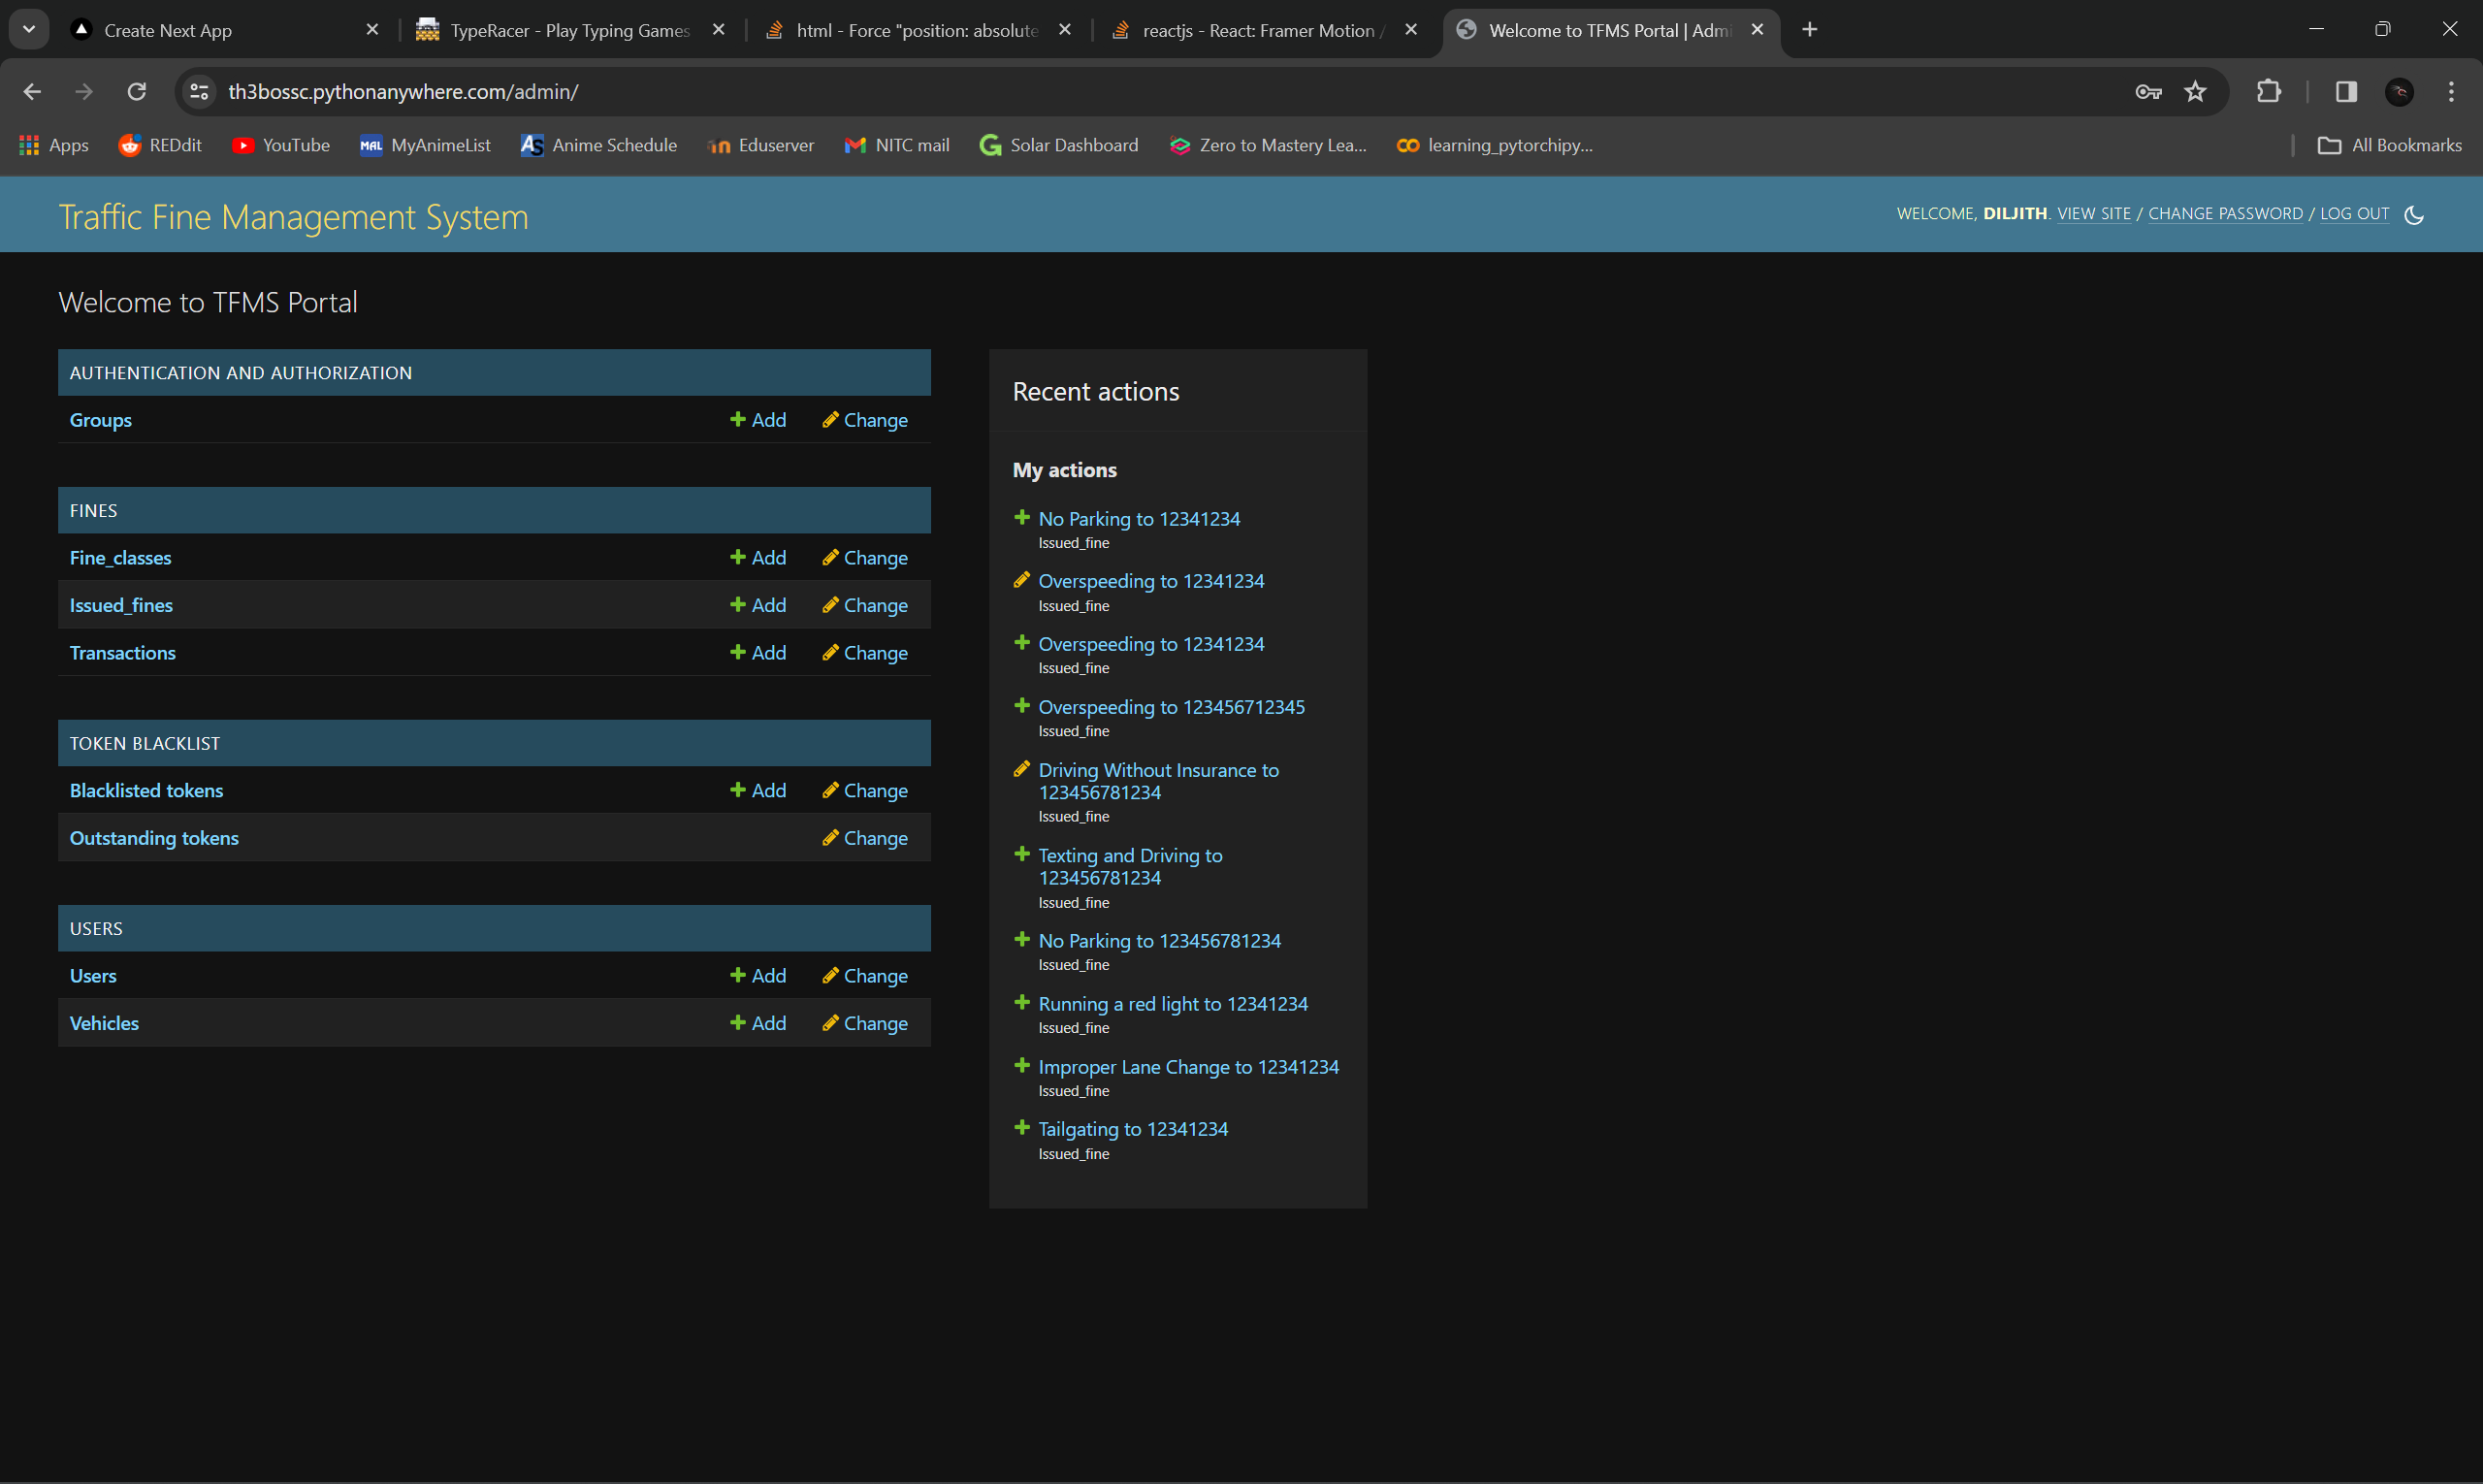 Create Next App
TypeRacer - Play Typing Games
html - Force "position: absolute
reactjs - React: Framer Motion /
Welcome to TFMS Portal | Admi
th3bossc.pythonanywhere.com/admin/
Apps
REDdit
YouTube
MAL MyAnimeList
AS Anime Schedule
Eduserver
NITC mail
Solar Dashboard
Zero to Mastery Lea...
learning_pytorchipy...
All Bookmarks
Traffic Fine Management System
WELCOME, DILJITH. VIEW SITE / CHANGE PASSWORD / LOG OUT
Welcome to TFMS Portal
AUTHENTICATION AND AUTHORIZATION
Groups Add Change
FINES
Fine_classes Add Change
Issued_fines Add Change
Transactions Add Change
TOKEN BLACKLIST
Blacklisted tokens Add Change
Outstanding tokens Change
USERS
Users Add Change
Vehicles Add Change
Recent actions
My actions
No Parking to 12341234
Issued_fine
Overspeeding to 12341234
Issued_fine
Overspeeding to 12341234
Issued_fine
Overspeeding to 123456712345
Issued_fine
Driving Without Insurance to
123456781234
Issued_fine
Texting and Driving to
123456781234
Issued_fine
No Parking to 123456781234
Issued_fine
Running a red light to 12341234
Issued_fine
Improper Lane Change to 12341234
Issued_fine
Tailgating to 12341234
Issued_fine